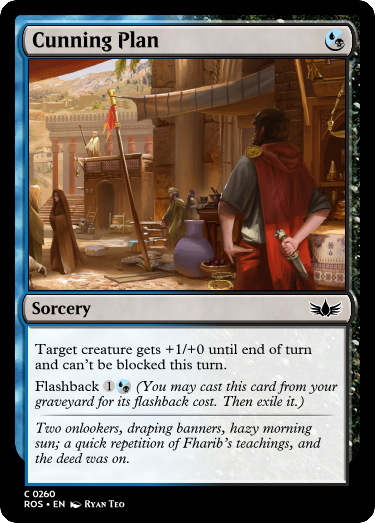 Cunning Plan
Sorcery
Target creature gets +1/+0 until end of turn
and can't be blocked this turn.
Flashback 1 (You may cast this card from your
graveyard for its flashback cost. Then exile it.)
Two onlookers, draping banners, hazy morning
sun; a quick repetition of Fharib's teachings, and
the deed was on.
C 0260
ROS • EN Ryan Teo